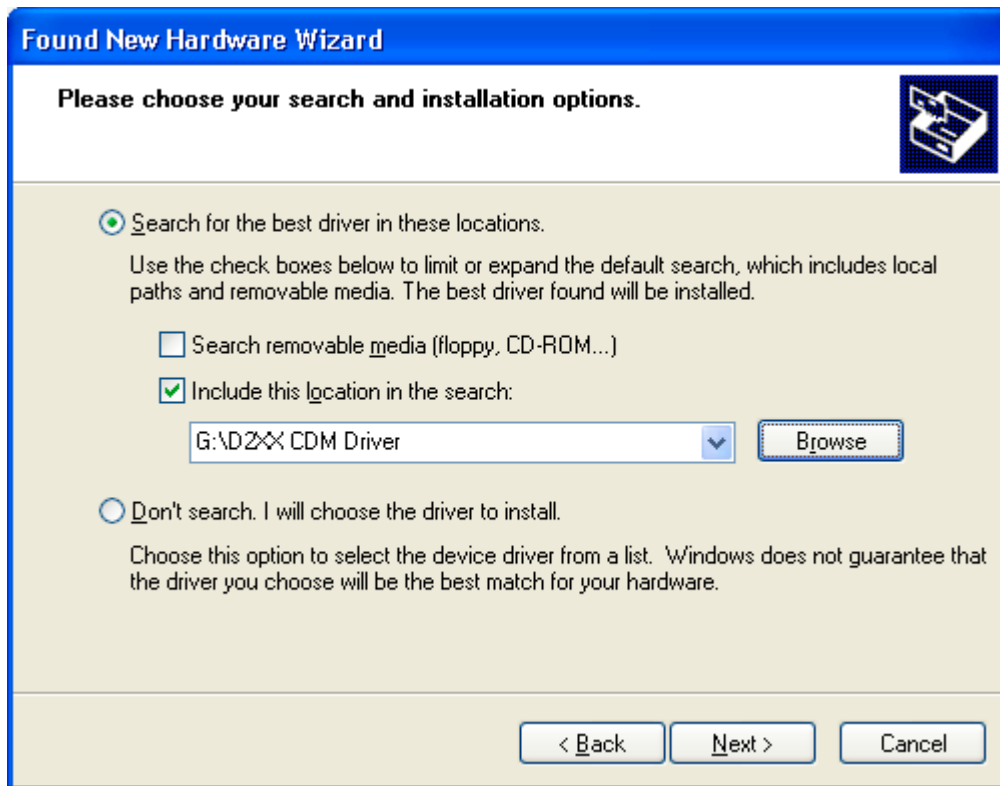 Found New Hardware Wizard
Please choose your search and installation options.
Search for the best driver in these locations.
Use the check boxes below to limit or expand the default search, which includes local
paths and removable media. The best driver found will be installed.
Search removable media (floppy, CD-ROM...)
Include this location in the search:
G:\D2XX CDM Driver
Browse
Don't search. I will choose the driver to install.
Choose this option to select the device driver from a list. Windows does not guarantee that
the driver you choose will be the best match for your hardware.
< Back
Next >
Cancel